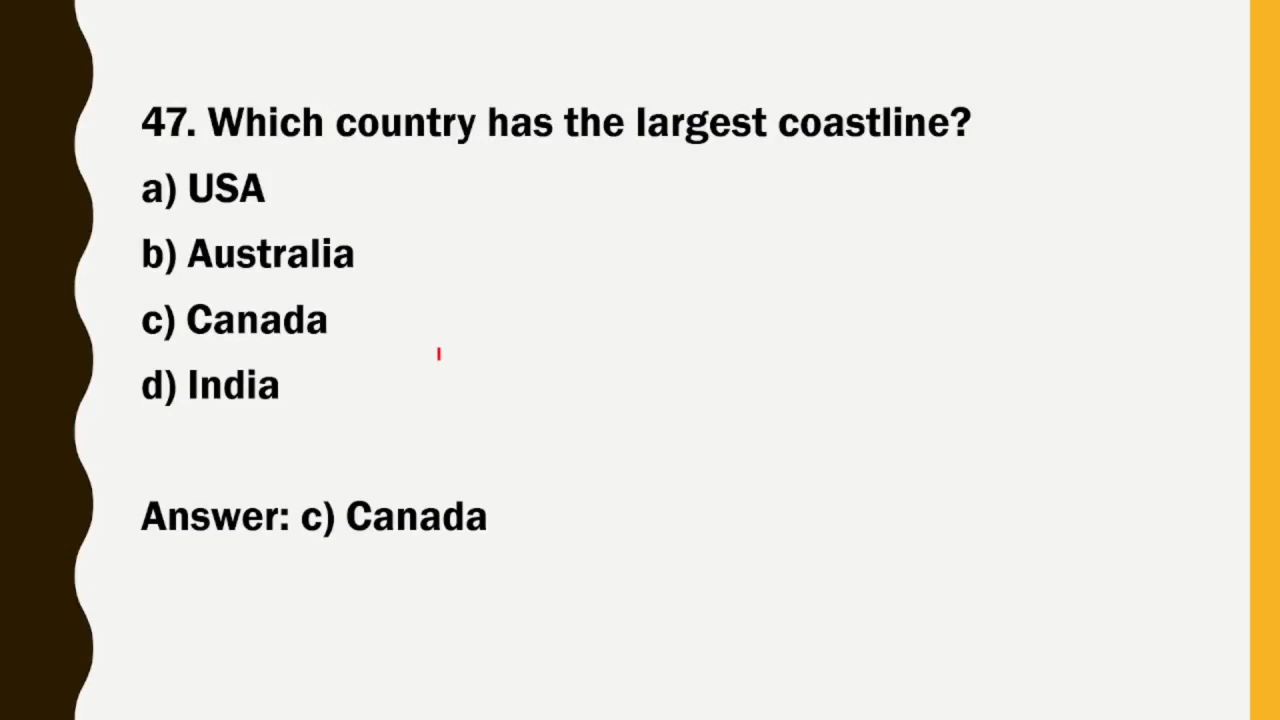 47. Which country has the largest coastline?
a) USA
b) Australia
c) Canada
d) India
Answer: c) Canada